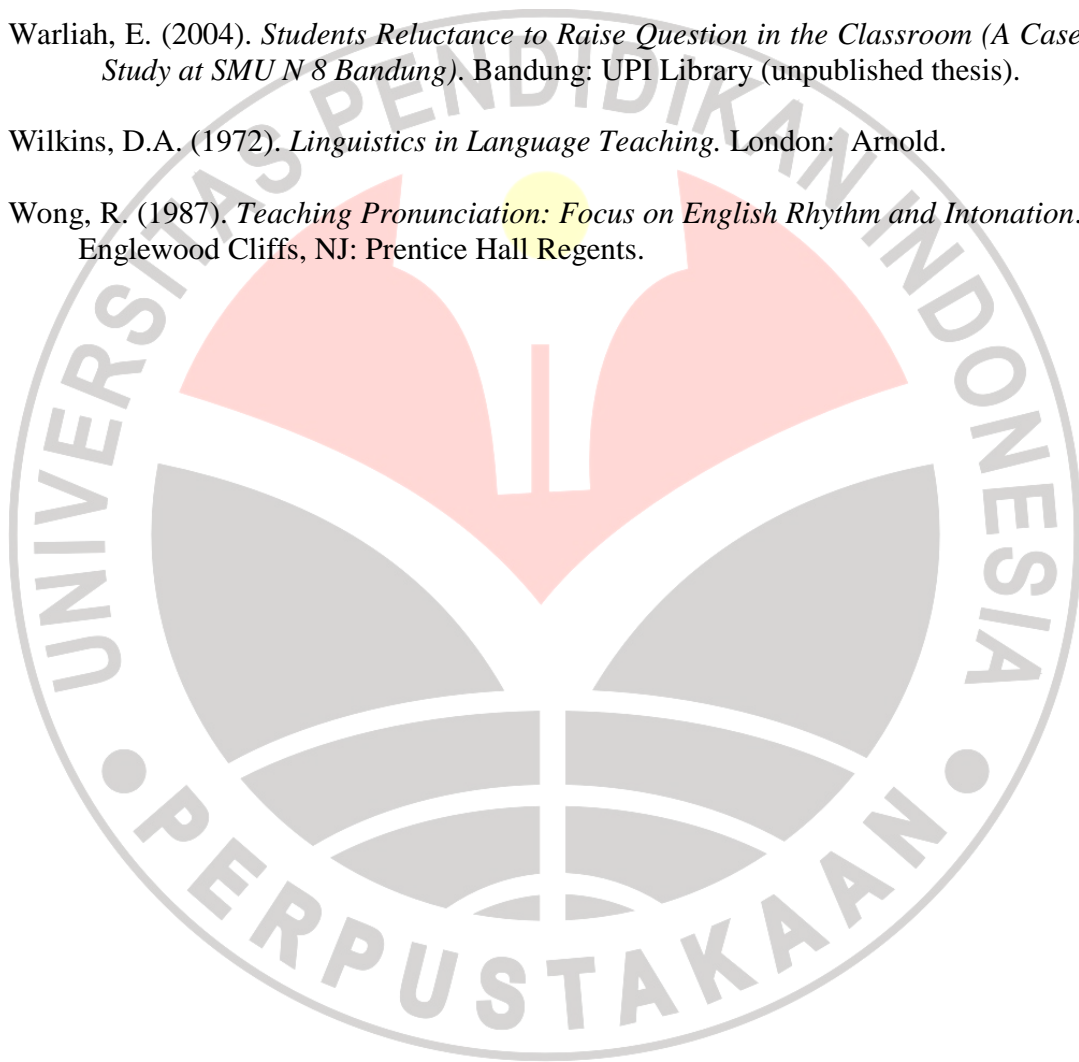 Warliah, E. (2004). Students Reluctance to Raise Question in the Classroom (A Case
Study at SMU N 8 Bandung). Bandung: UPI Library (unpublished thesis).
Wilkins, D.A. (1972). Linguistics in Language Teaching. London:  Arnold.
Wong, R. (1987). Teaching Pronunciation: Focus on English Rhythm and Intonation.
Englewood Cliffs, NJ: Prentice Hall Regents.
UNIVERSITAS PENDIDIKAN INDONESIA
PERPUSTAKAAN